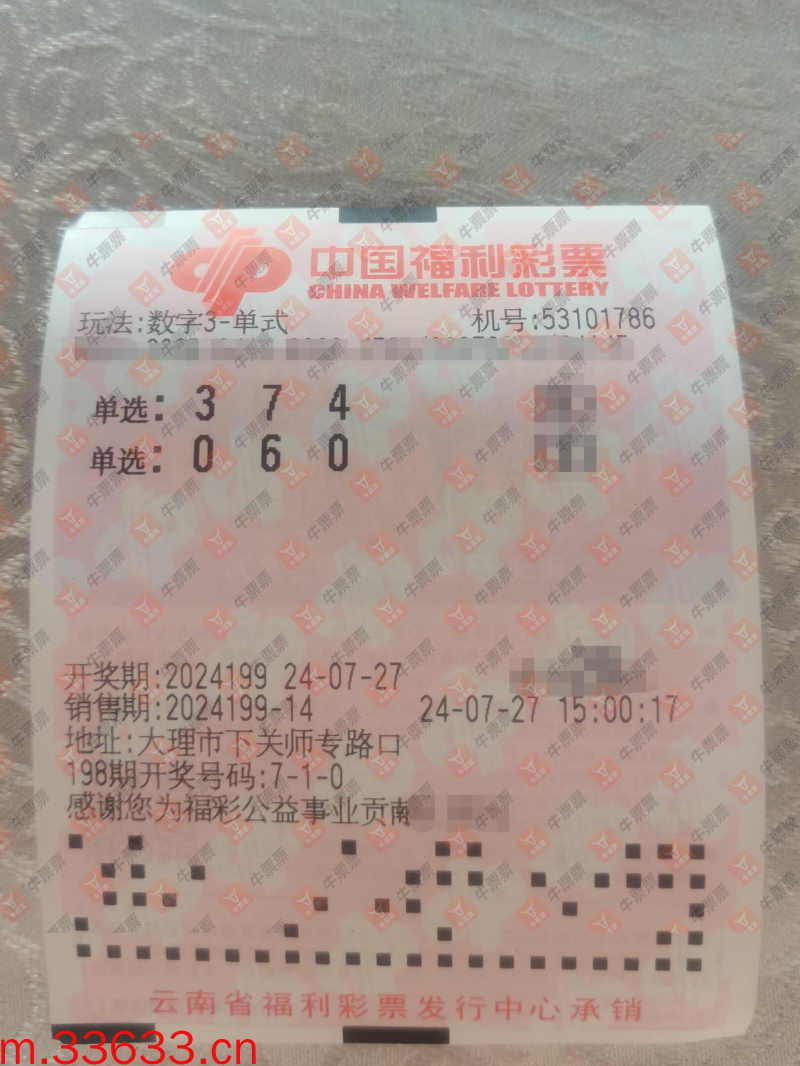 中国福利彩票
CHINA WELFARE LOTTERY
玩法:数字3-单式 机号:53101786
单选: 3 7 4
单选: 0 6 0
开奖期:2024199 24-07-27
销售期:2024199-14 24-07-27 15:00:17
地址:大理市下关师专路口
198期开奖号码:7-1-0
感谢您为福彩公益事业贡
云南省福利彩票发行中心承销
m.33633.cn
牛票票